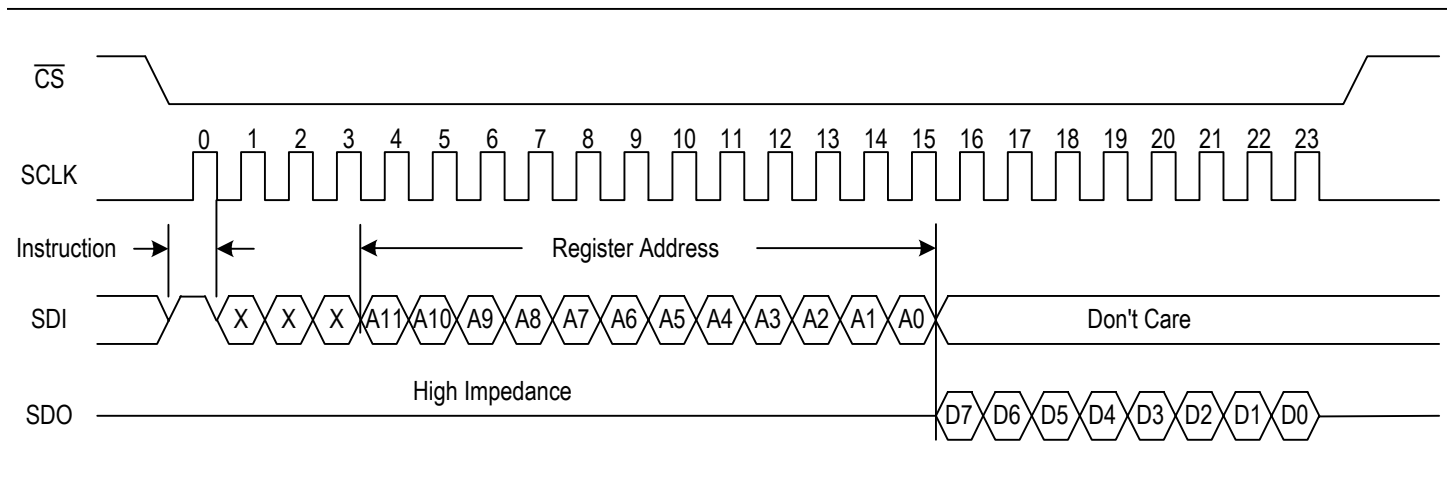 CS
0 1 2 3 4 5 6 7 8 9 10 11 12 13 14 15 16 17 18 19 20 21 22 23
SCLK
Instruction Register Address
SDI X X X A11 A10 A9 A8 A7 A6 A5 A4 A3 A2 A1 A0 Don't Care
High Impedance
SDO D7 D6 D5 D4 D3 D2 D1 D0